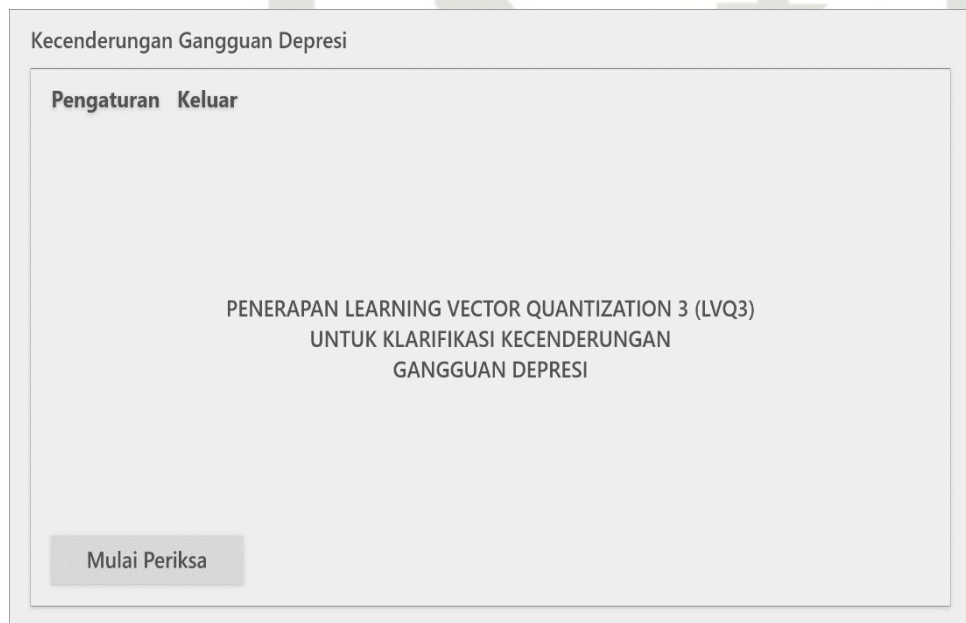 Kecenderungan Gangguan Depresi
Pengaturan Keluar
PENERAPAN LEARNING VECTOR QUANTIZATION 3 (LVQ3)
UNTUK KLARIFIKASI KECENDERUNGAN
GANGGUAN DEPRESI
Mulai Periksa